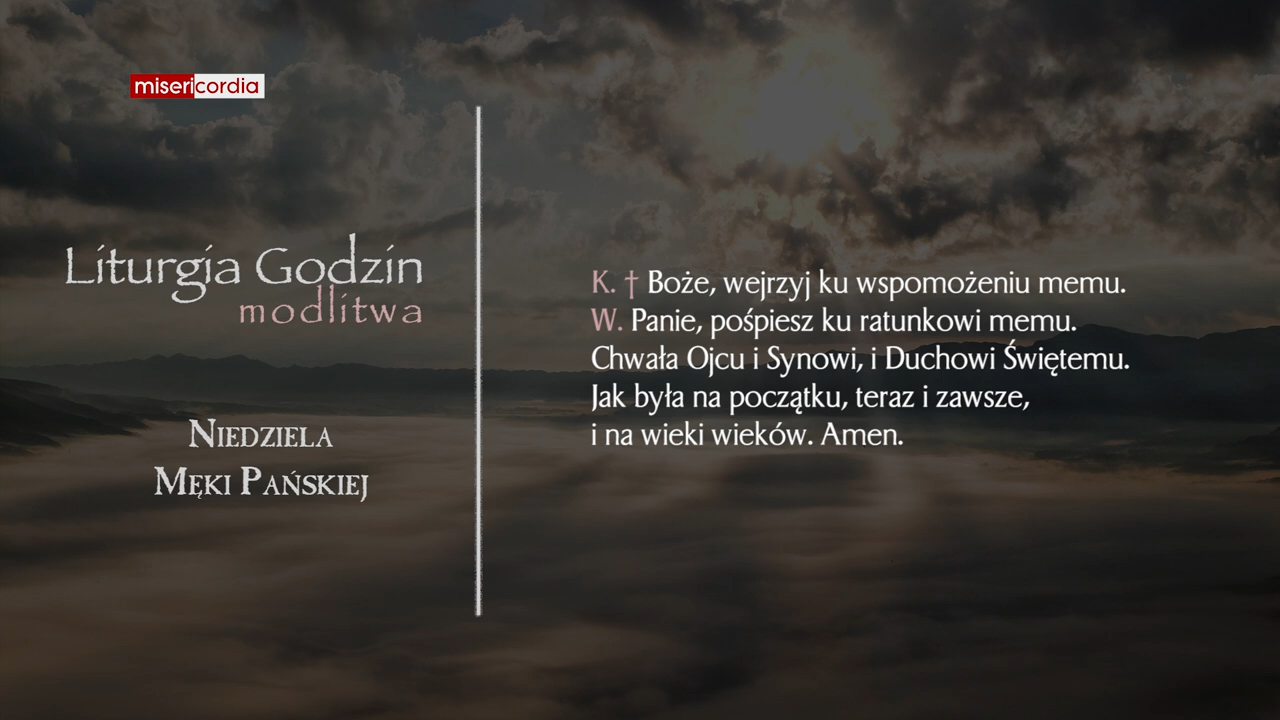 misericordia
Liturgia Godzin
modlitwa
Niedziela
Męki Pańskiej
K. † Boże, wejrzyj ku wspomożeniu memu.
W. Panie, pośpiesz ku ratunkowi memu.
Chwała Ojcu i Synowi, i Duchowi Świętemu.
Jak była na początku, teraz i zawsze,
i na wieki wieków. Amen.